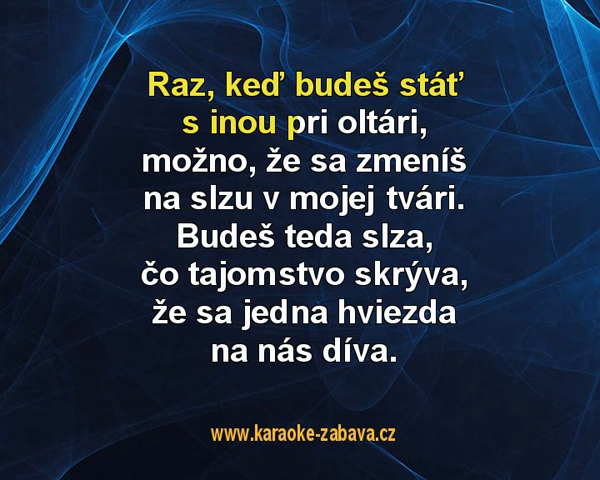 Raz, keď budeš stáť
s inou pri oltári,
možno, že sa zmeníš
na slzu v mojej tvári.
Budeš teda slza,
čo tajomstvo skrýva,
že sa jedna hviezda
na nás díva.
www.karaoke-zabava.cz